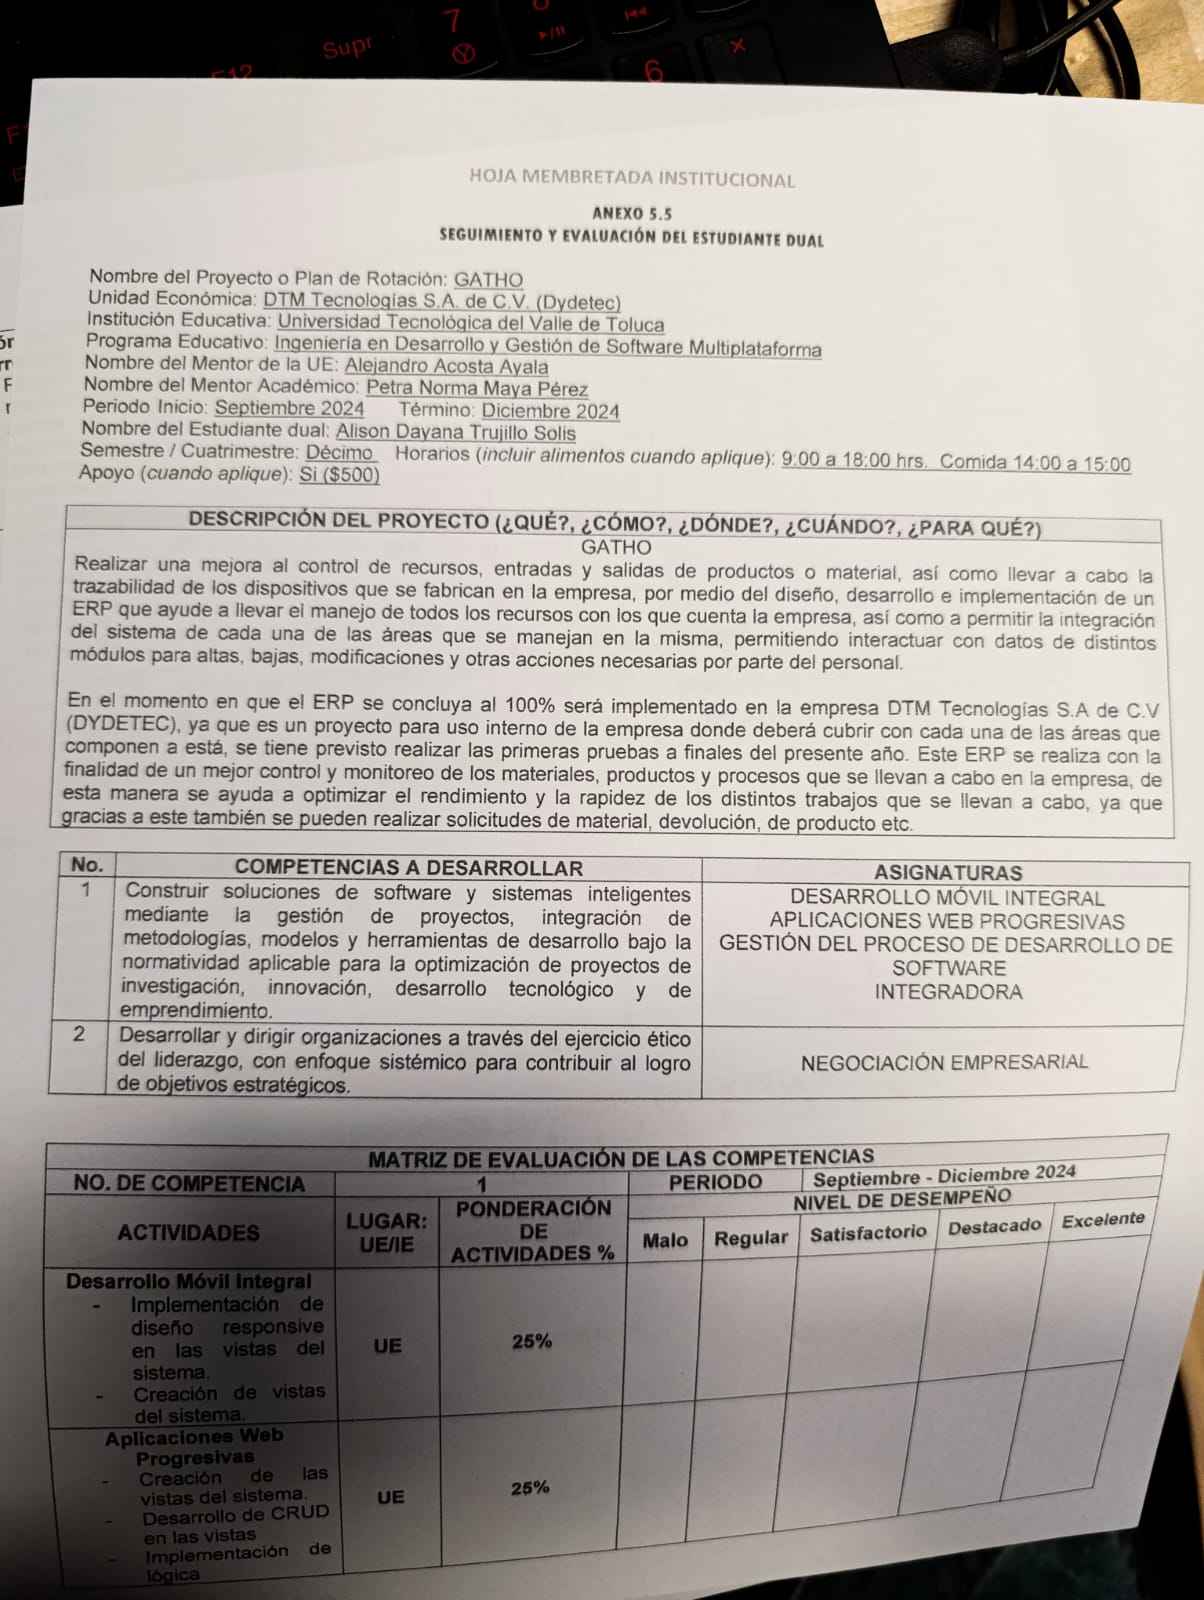 Supr
7
F12
6
HOJA MEMBRETADA INSTITUCIONAL
ANEXO 5.5
SEGUIMIENTO Y EVALUACIÓN DEL ESTUDIANTE DUAL
Nombre del Proyecto o Plan de Rotación: GATHO
Unidad Económica: DTM Tecnologías S.A. de C.V. (Dydetec)
Institución Educativa: Universidad Tecnológica del Valle de Toluca
Programa Educativo: Ingeniería en Desarrollo y Gestión de Software Multiplataforma
Nombre del Mentor de la UE: Alejandro Acosta Ayala
Nombre del Mentor Académico: Petra Norma Maya Pérez
Periodo Inicio: Septiembre 2024 Término: Diciembre 2024
Nombre del Estudiante dual: Alison Dayana Trujillo Solis
Semestre / Cuatrimestre: Décimo Horarios (incluir alimentos cuando aplique): 9:00 a 18:00 hrs. Comida 14:00 a 15:00
Apoyo (cuando aplique): Si ($500)
DESCRIPCIÓN DEL PROYECTO (¿QUÉ?, ¿CÓMO?, ¿DÓNDE?, ¿CUÁNDO?, ¿PARA QUÉ?)
GATHO
Realizar una mejora al control de recursos, entradas y salidas de productos o material, así como llevar a cabo la
trazabilidad de los dispositivos que se fabrican en la empresa, por medio del diseño, desarrollo e implementación de un
ERP que ayude a llevar el manejo de todos los recursos con los que cuenta la empresa, así como a permitir la integración
del sistema de cada una de las áreas que se manejan en la misma, permitiendo interactuar con datos de distintos
módulos para altas, bajas, modificaciones y otras acciones necesarias por parte del personal.
En el momento en que el ERP se concluya al 100% será implementado en la empresa DTM Tecnologías S.A de C.V
(DYDETEC), ya que es un proyecto para uso interno de la empresa donde deberá cubrir con cada una de las áreas que
componen a está, se tiene previsto realizar las primeras pruebas a finales del presente año. Este ERP se realiza con la
finalidad de un mejor control y monitoreo de los materiales, productos y procesos que se llevan a cabo en la empresa, de
esta manera se ayuda a optimizar el rendimiento y la rapidez de los distintos trabajos que se llevan a cabo, ya que
gracias a este también se pueden realizar solicitudes de material, devolución, de producto etc.
No. COMPETENCIAS A DESARROLLAR ASIGNATURAS
1 Construir soluciones de software y sistemas inteligentes
mediante la gestión de proyectos, integración de
metodologías, modelos y herramientas de desarrollo bajo la
normatividad aplicable para la optimización de proyectos de
investigación, innovación, desarrollo tecnológico y de
emprendimiento.
DESARROLLO MÓVIL INTEGRAL
APLICACIONES WEB PROGRESIVAS
GESTIÓN DEL PROCESO DE DESARROLLO DE
SOFTWARE
INTEGRADORA
2 Desarrollar y dirigir organizaciones a través del ejercicio ético
del liderazgo, con enfoque sistémico para contribuir al logro
de objetivos estratégicos.
NEGOCIACIÓN EMPRESARIAL
MATRIZ DE EVALUACIÓN DE LAS COMPETENCIAS
NO. DE COMPETENCIA 1 PERIODO Septiembre - Diciembre 2024
ACTIVIDADES
LUGAR:
UE/IE
PONDERACIÓN
DE
ACTIVIDADES %
NIVEL DE DESEMPEÑO
Malo Regular Satisfactorio Destacado Excelente
Desarrollo Móvil Integral
- Implementación de
diseño responsive
en las vistas del
sistema.
- Creación de vistas
del sistema.
UE
25%
Aplicaciones Web
Progresivas
- Creación de las
vistas del sistema.
- Desarrollo de CRUD
en las vistas
- Implementación de
lógica
UE
25%